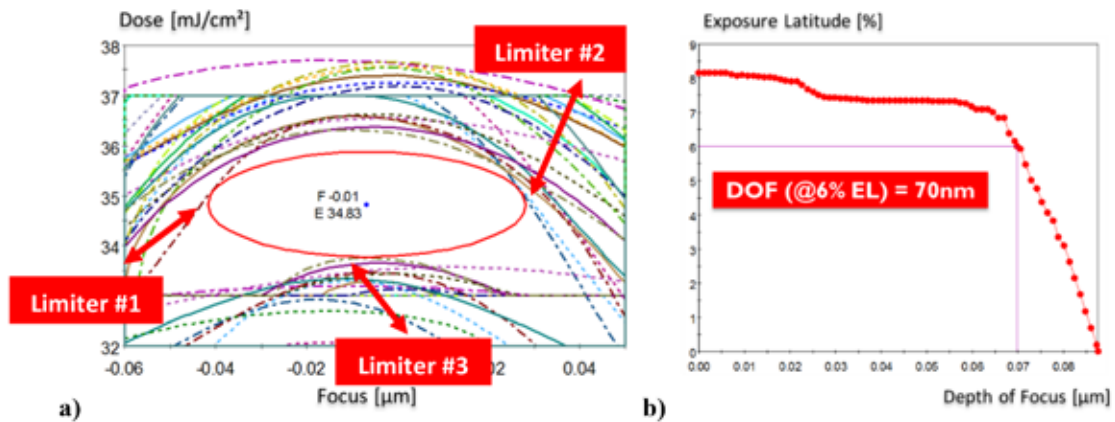 Dose [mJ/cm²]
38
37
36
35
34
33
32
-0.06
-0.04
-0.02
0.02
0.04
Focus [µm]
Limiter #1
Limiter #2
Limiter #3
F -0.01
E 34.83
a)
Exposure Latitude [%]
9
8
7
6
5
4
3
2
1
0
0.00
0.01
0.02
0.03
0.04
0.05
0.06
0.07
0.08
DOF (@6% EL) = 70nm
Depth of Focus [µm]
b)